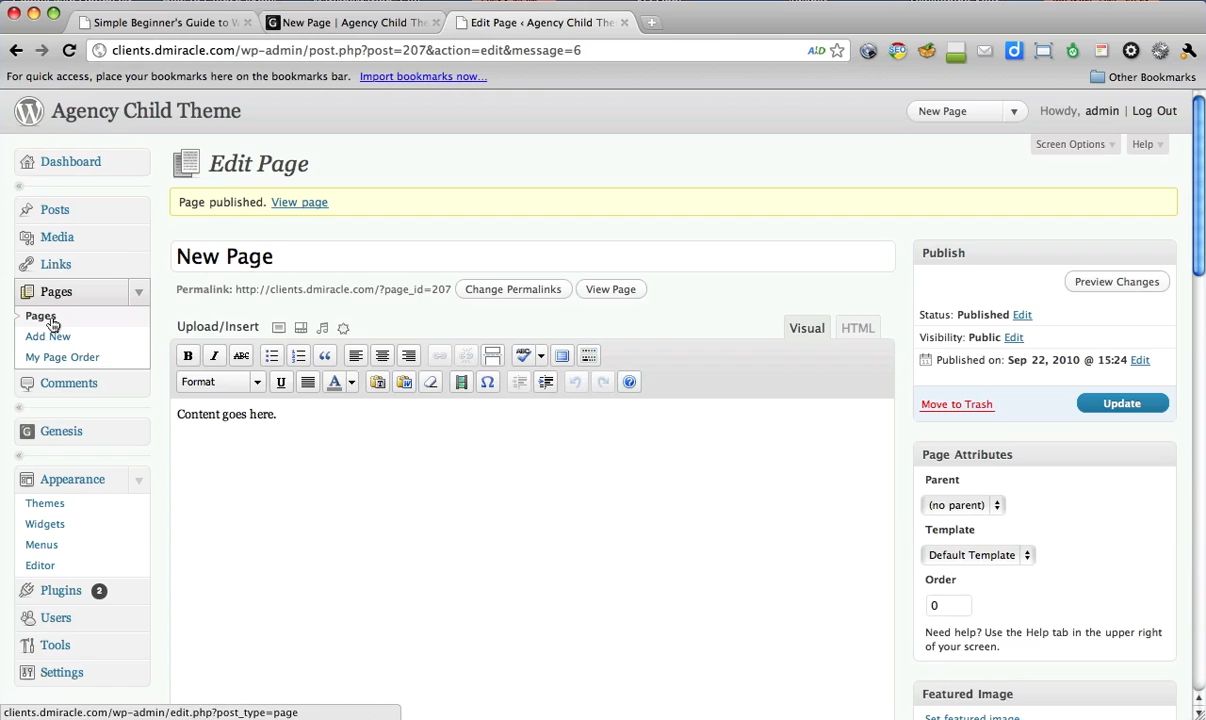 Simple Beginner's Guide to W
New Page | Agency Child The
Edit Page ‹ Agency Child The
clients.dmiracle.com/wp-admin/post.php?post=207&action=edit&message=6
For quick access, place your bookmarks here on the bookmarks bar. Import bookmarks now...
Other Bookmarks
Agency Child Theme
New Page
Howdy, admin | Log Out
Screen Options
Help
Dashboard
Posts
Media
Links
Pages
Pages
Add New
My Page Order
Comments
Genesis
Appearance
Themes
Widgets
Menus
Editor
Plugins 2
Users
Tools
Settings
Edit Page
Page published. View page
New Page
Permalink: http://clients.dmiracle.com/?page_id=207 Change Permalinks View Page
Upload/Insert
Visual HTML
B I ABC
Format U A
Content goes here.
Publish
Preview Changes
Status: Published Edit
Visibility: Public Edit
Published on: Sep 22, 2010 @ 15:24 Edit
Move to Trash
Update
Page Attributes
Parent
(no parent)
Template
Default Template
Order
0
Need help? Use the Help tab in the upper right
of your screen.
Featured Image
Set featured image
clients.dmiracle.com/wp-admin/edit.php?post_type=page